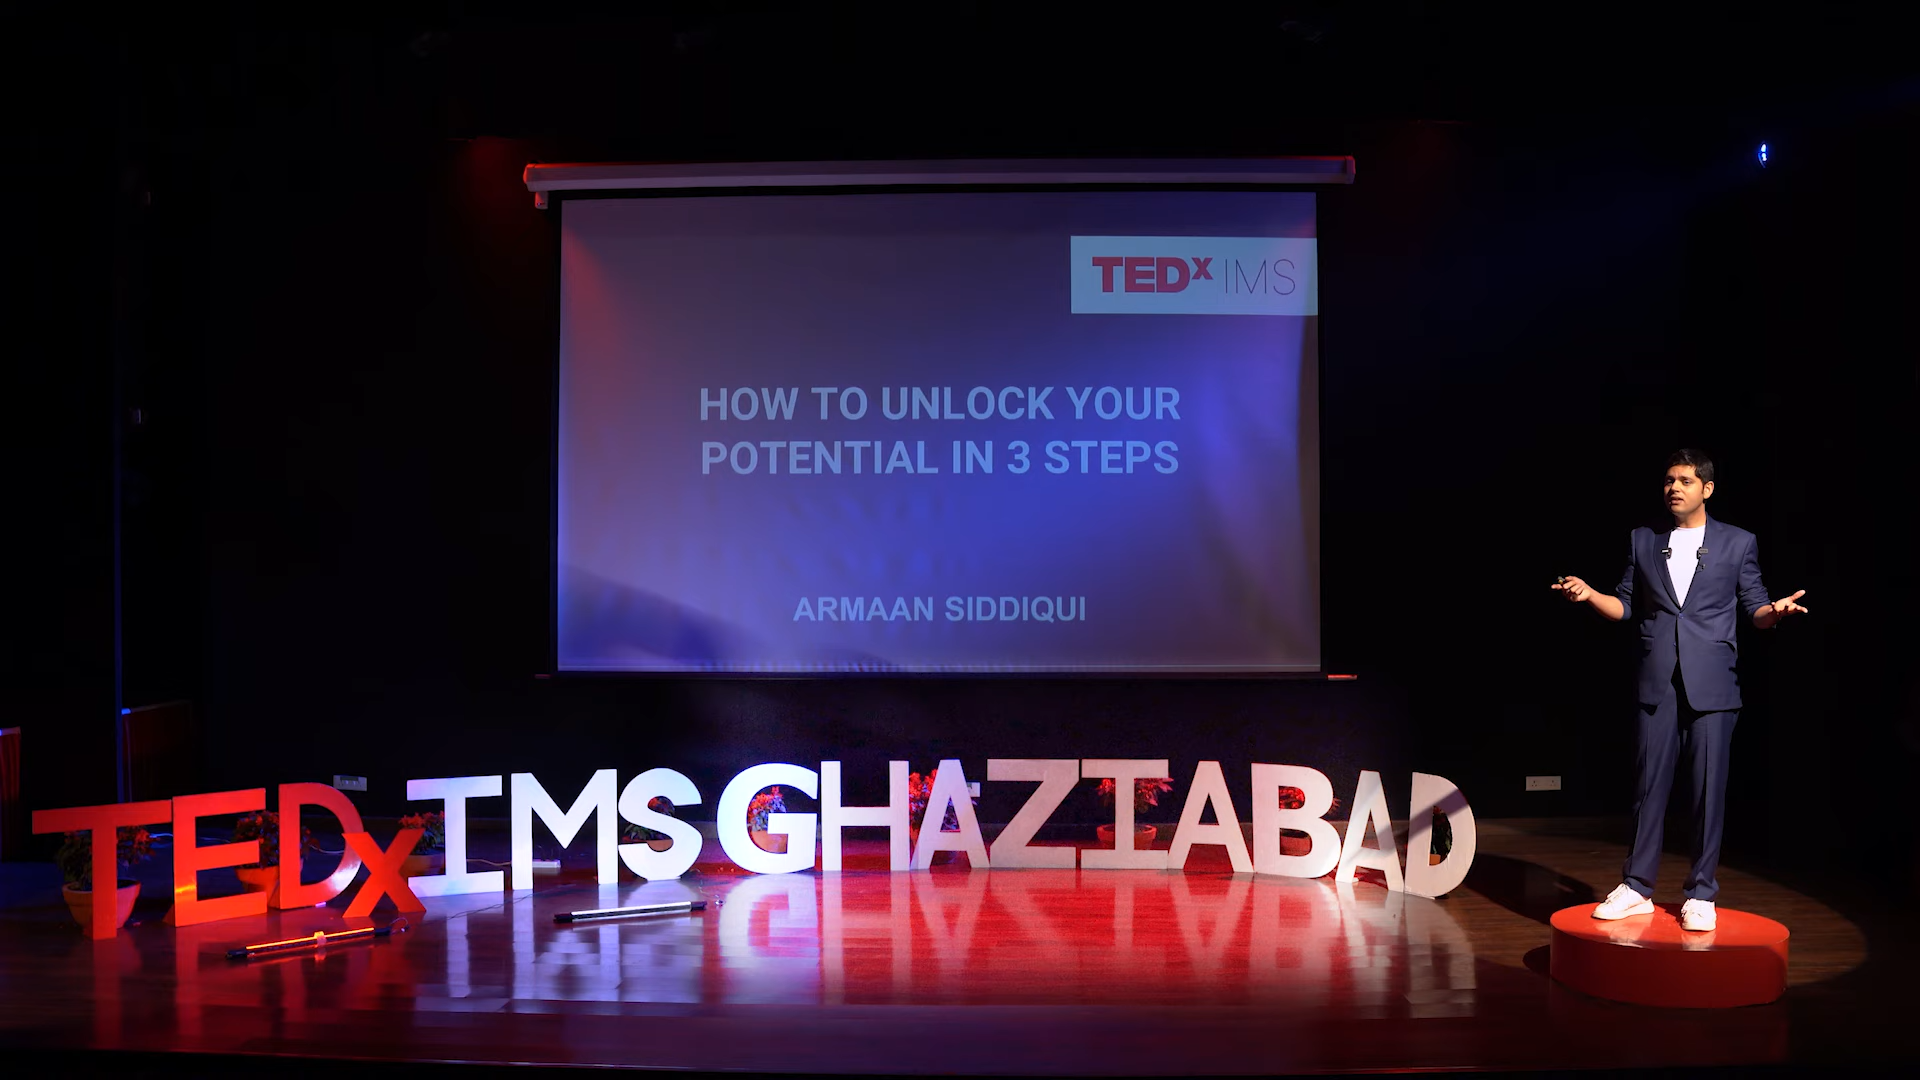 TEDx IMS
HOW TO UNLOCK YOUR
POTENTIAL IN 3 STEPS
ARMAAN SIDDIQUI
TEDx IMS GHAZIABAD